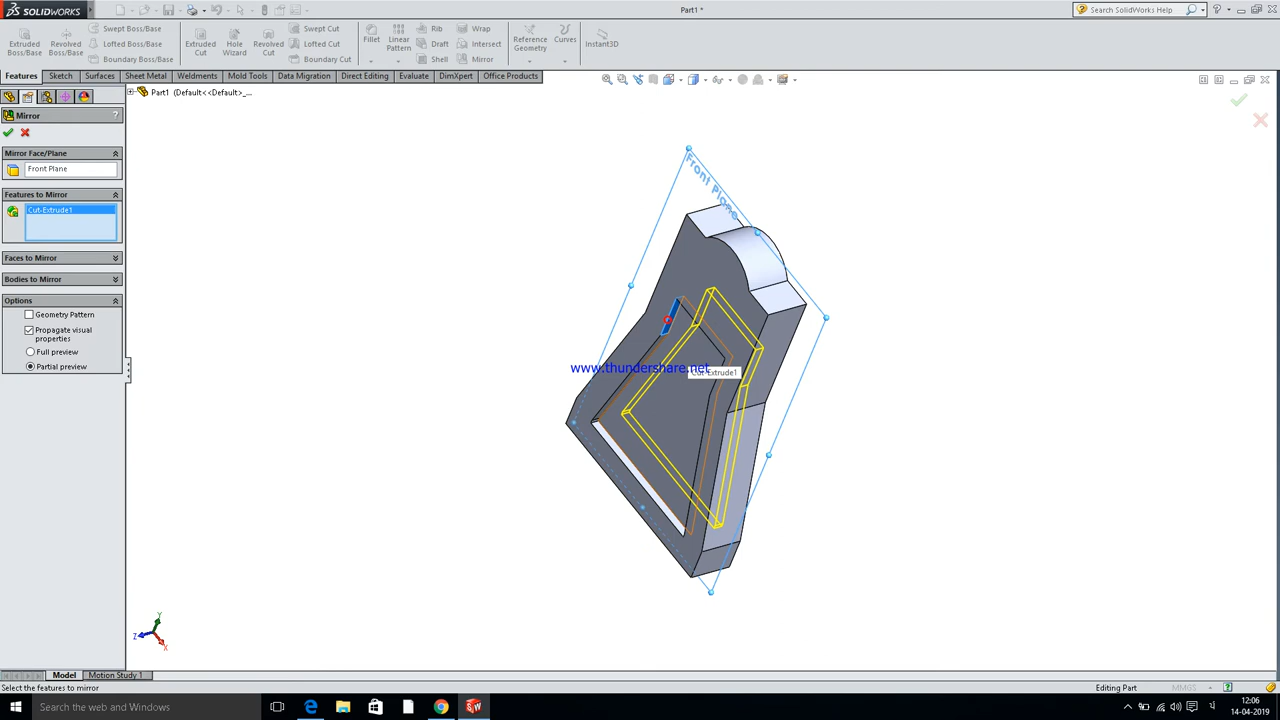 SOLIDWORKS
Part1 *
Search SolidWorks Help
Extruded Boss/Base
Revolved Boss/Base
Swept Boss/Base
Lofted Boss/Base
Boundary Boss/Base
Extruded Cut
Hole Wizard
Revolved Cut
Swept Cut
Lofted Cut
Boundary Cut
Fillet
Linear Pattern
Rib
Draft
Shell
Wrap
Intersect
Mirror
Reference Geometry
Curves
Instant3D
Features
Sketch
Surfaces
Sheet Metal
Weldments
Mold Tools
Data Migration
Direct Editing
Evaluate
DimXpert
Office Products
Part1 (Default<<Default>_...
Mirror
?
Mirror Face/Plane
Front Plane
Features to Mirror
Cut-Extrude1
Faces to Mirror
Bodies to Mirror
Options
Geometry Pattern
Propagate visual
properties
Full preview
Partial preview
Front Plane
www.thundershare.net
Cut-Extrude1
Y
Z
X
Model
Motion Study 1
Select the features to mirror
Editing Part
MMGS
Search the web and Windows
12:06
14-04-2019